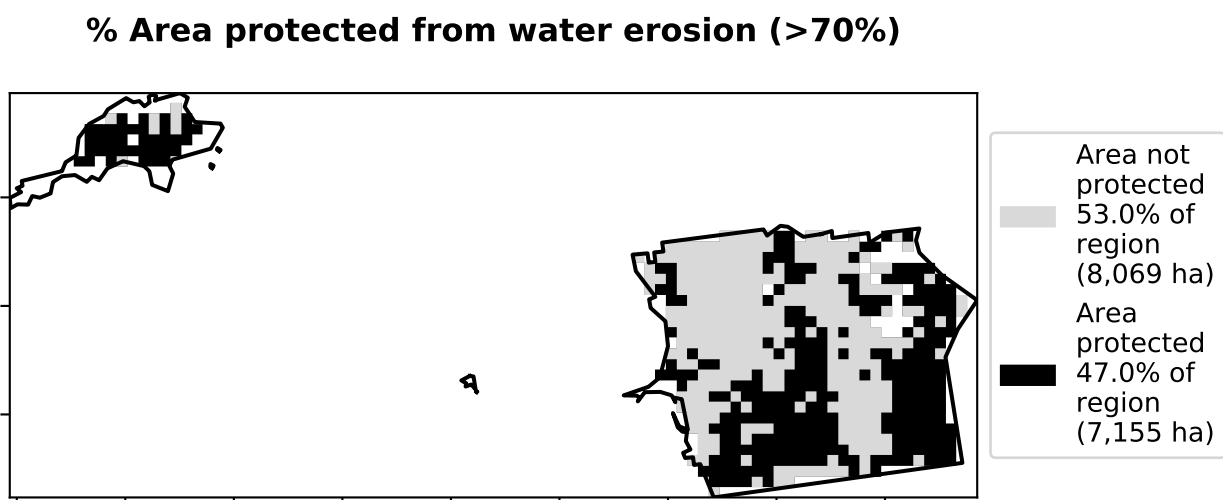 % Area protected from water erosion (>70%)
Area not
protected
53.0% of
region
(8,069 ha)
Area
protected
47.0% of
region
(7,155 ha)